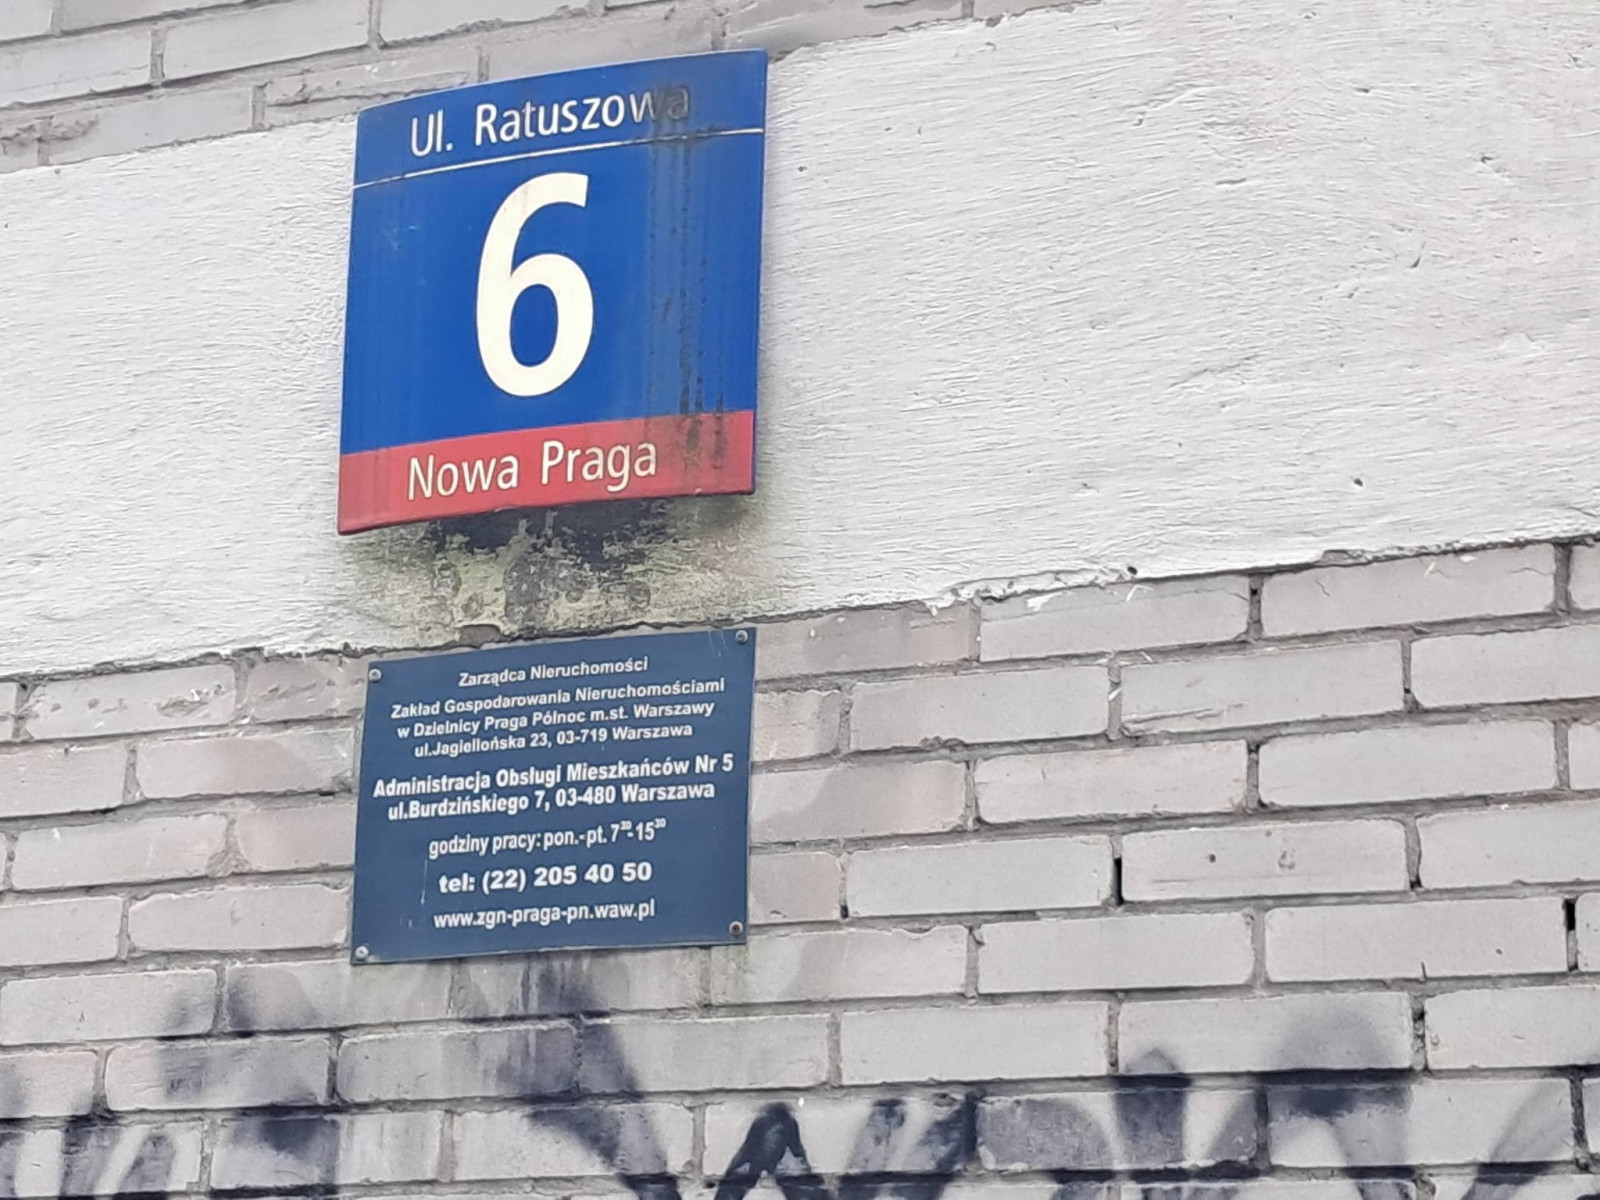 Ul. Ratuszowa
6
Nowa Praga
Zarządca Nieruchomości
Zakład Gospodarowania Nieruchomościami
w Dzielnicy Praga Północ m.st. Warszawy
ul.Jagiellońska 23, 03-719 Warszawa
Administracja Obsługi Mieszkańców Nr 5
ul.Burdzińskiego 7, 03-480 Warszawa
godziny pracy: pon.-pt. 7³⁰-15³⁰
tel: (22) 205 40 50
www.zgn-praga-pn.waw.pl